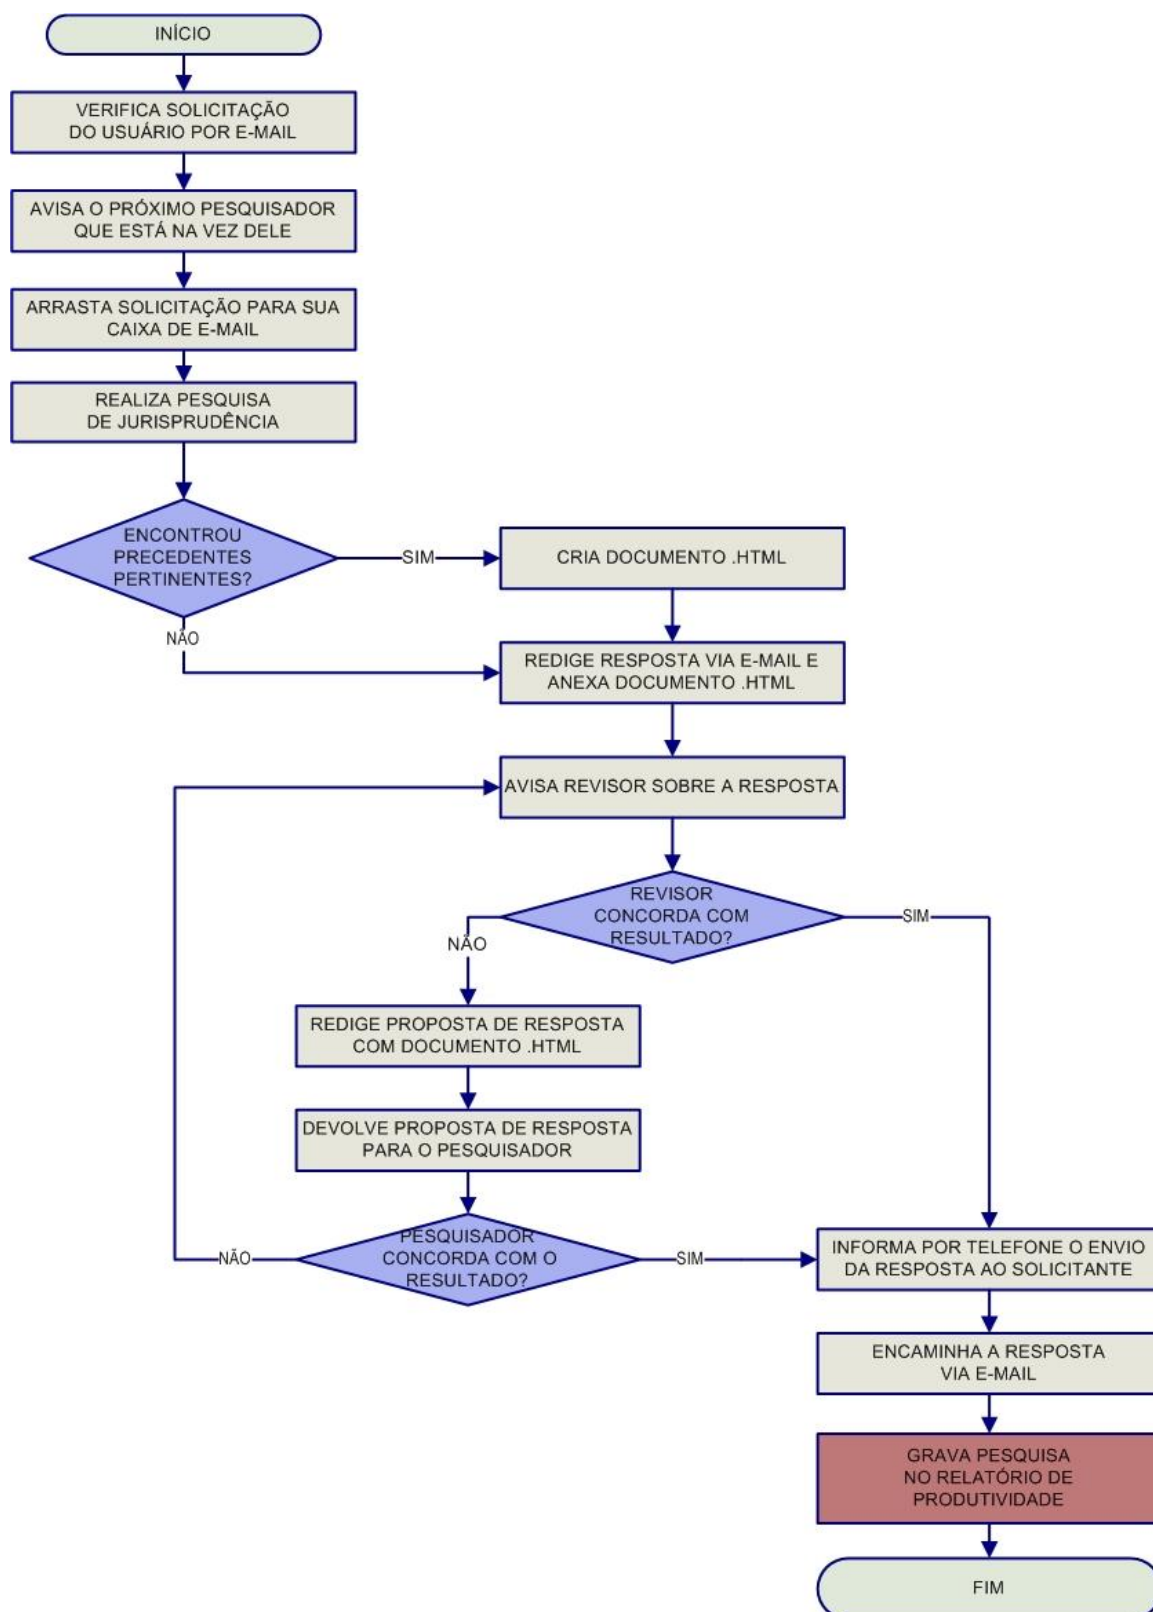 INÍCIO
VERIFICA SOLICITAÇÃO
DO USUÁRIO POR E-MAIL
AVISA O PRÓXIMO PESQUISADOR
QUE ESTÁ NA VEZ DELE
ARRASTA SOLICITAÇÃO PARA SUA
CAIXA DE E-MAIL
REALIZA PESQUISA
DE JURISPRUDÊNCIA
ENCONTROU
PRECEDENTES
PERTINENTES?
SIM
CRIA DOCUMENTO .HTML
NÃO
REDIGE RESPOSTA VIA E-MAIL E
ANEXA DOCUMENTO .HTML
AVISA REVISOR SOBRE A RESPOSTA
REVISOR
CONCORDA COM
RESULTADO?
SIM
NÃO
REDIGE PROPOSTA DE RESPOSTA
COM DOCUMENTO .HTML
DEVOLVE PROPOSTA DE RESPOSTA
PARA O PESQUISADOR
PESQUISADOR
CONCORDA COM O
RESULTADO?
NÃO
SIM
INFORMA POR TELEFONE O ENVIO
DA RESPOSTA AO SOLICITANTE
ENCAMINHA A RESPOSTA
VIA E-MAIL
GRAVA PESQUISA
NO RELATÓRIO DE
PRODUTIVIDADE
FIM